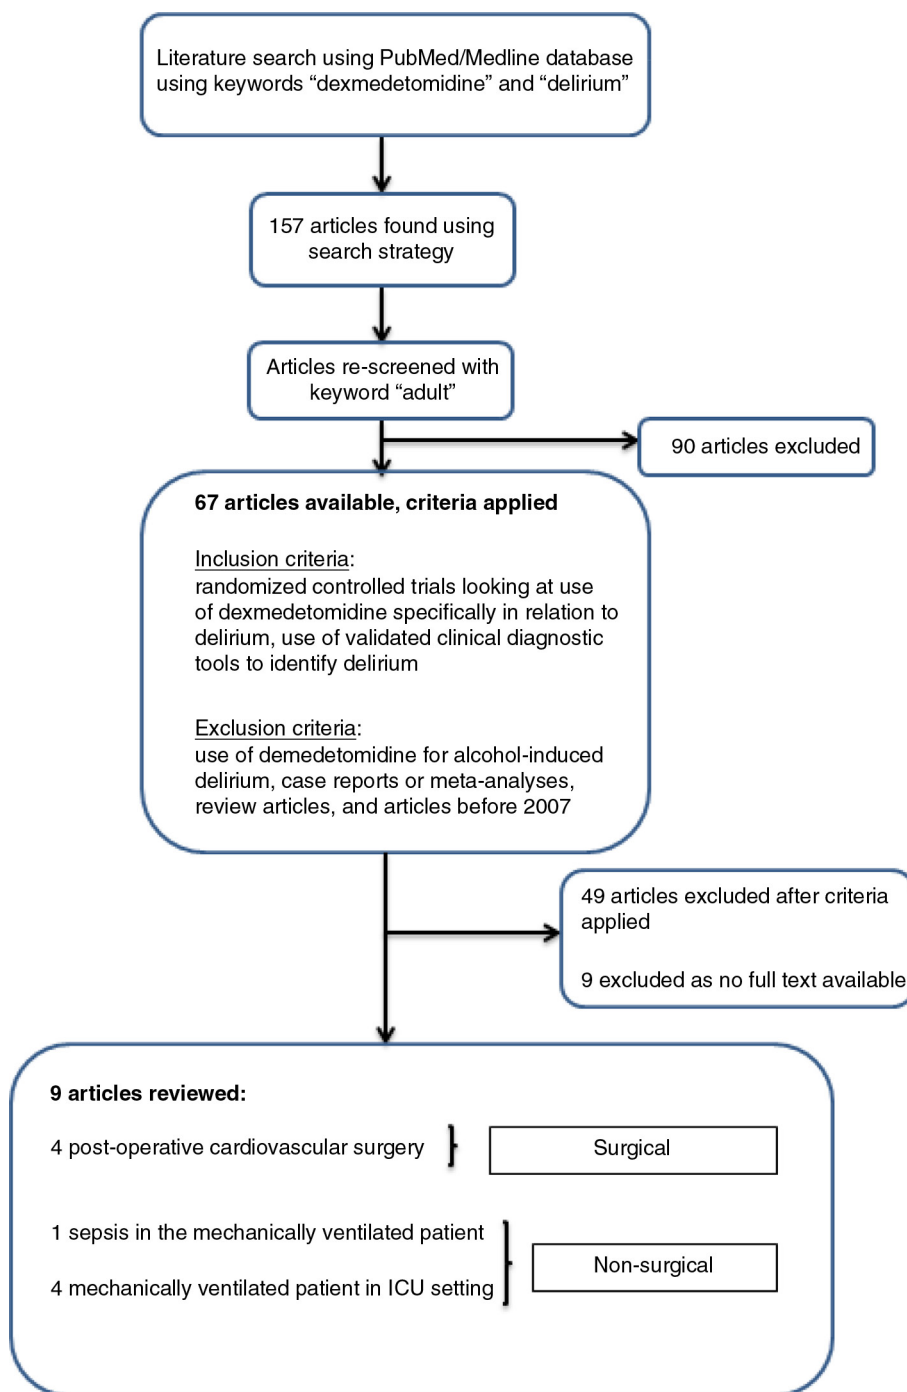 Literature search using PubMed/Medline database
using keywords “dexmedetomidine” and “delirium”
157 articles found using
search strategy
Articles re-screened with
keyword “adult”
90 articles excluded
67 articles available, criteria applied
Inclusion criteria:
randomized controlled trials looking at use
of dexmedetomidine specifically in relation to
delirium, use of validated clinical diagnostic
tools to identify delirium
Exclusion criteria:
use of demedetomidine for alcohol-induced
delirium, case reports or meta-analyses,
review articles, and articles before 2007
49 articles excluded after criteria
applied
9 excluded as no full text available
9 articles reviewed:
4 post-operative cardiovascular surgery
Surgical
1 sepsis in the mechanically ventilated patient
4 mechanically ventilated patient in ICU setting
Non-surgical